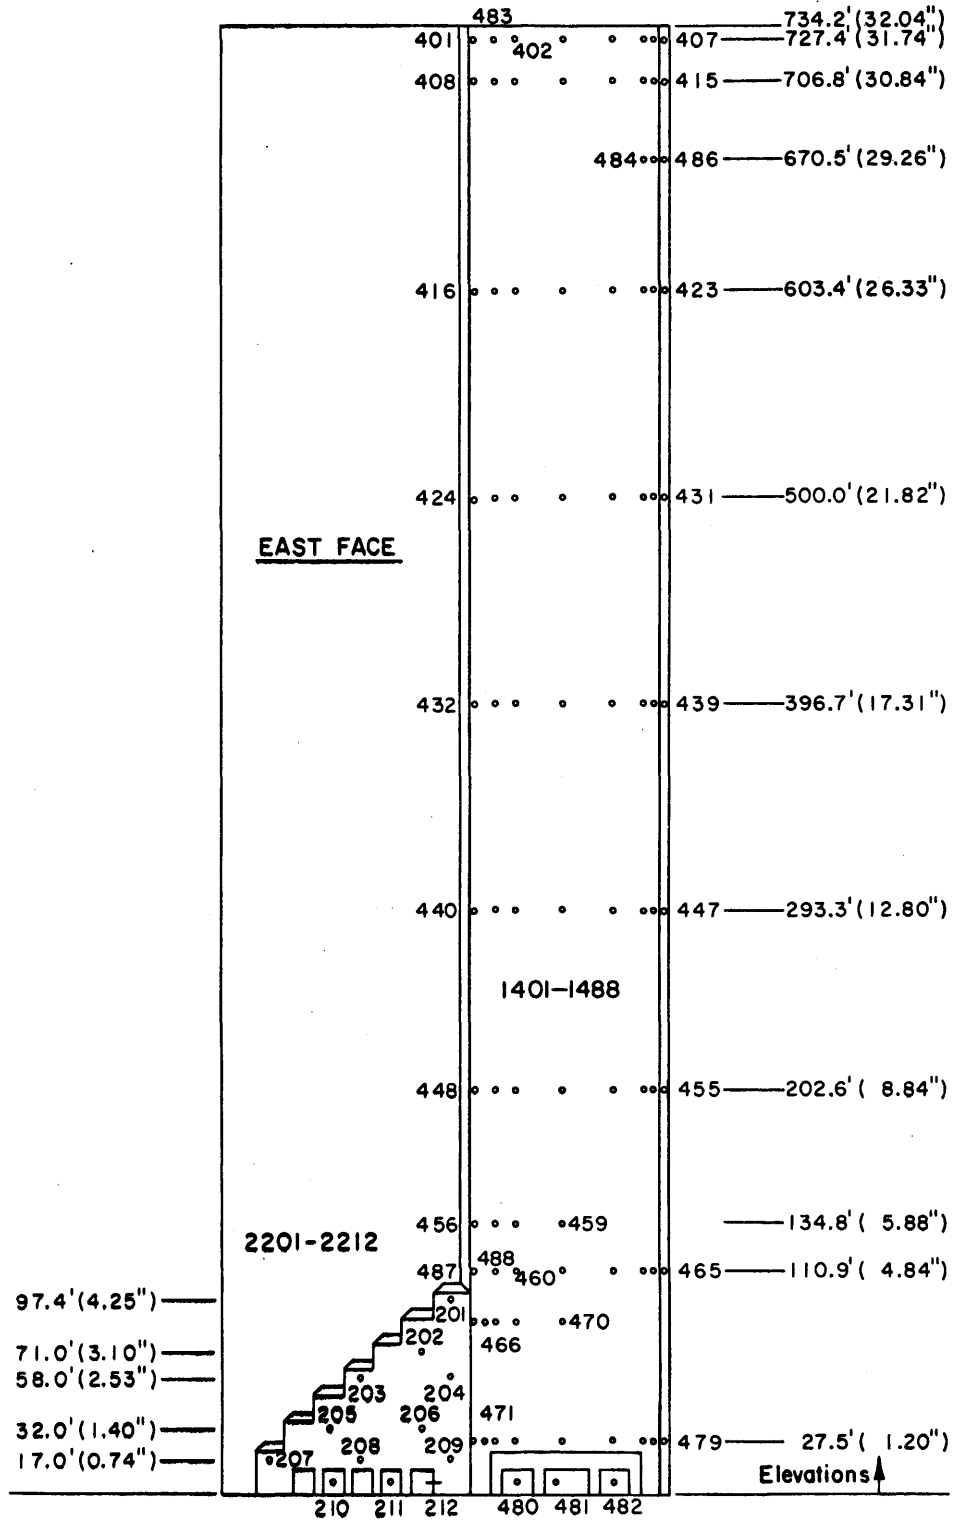 483
734.2'(32.04")
401 402 407 727.4'(31.74")
408 415 706.8'(30.84")
484 486 670.5'(29.26")
416 423 603.4'(26.33")
424 431 500.0'(21.82")
EAST FACE
432 439 396.7'(17.31")
440 447 293.3'(12.80")
1401-1488
448 455 202.6'( 8.84")
456 459 134.8'( 5.88")
2201-2212
488
487 460 465 110.9'( 4.84")
97.4'(4.25")
201
470
202 466
71.0'(3.10")
58.0'(2.53")
203 204
205 206 471
32.0'(1.40")
479 27.5'( 1.20")
208 209
17.0'(0.74") 207
Elevations
210 211 212 480 481 482